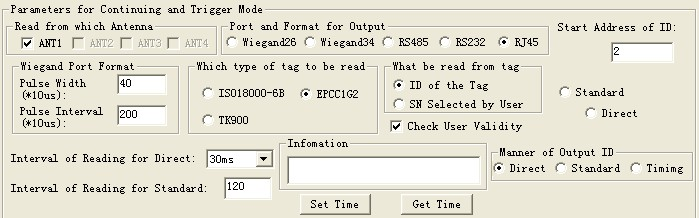 Parameters for Continuing and Trigger Mode
Read from which Antenna
ANT1 ANT2 ANT3 ANT4
Port and Format for Output
Wiegand26 Wiegand34 RS485 RS232 RJ45
Start Address of ID:
2
Wiegand Port Format
Pulse Width (*10us):
40
Pulse Interval (*10us):
200
Which type of tag to be read
ISO18000-6B EPCC1G2
TK900
What be read from tag
ID of the Tag
SN Selected by User
Check User Validity
Standard
Direct
Interval of Reading for Direct: 30ms
Interval of Reading for Standard: 120
Infomation
Set Time Get Time
Manner of Output ID
Direct Standard Timing